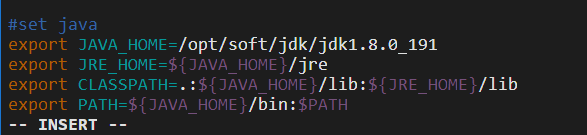 #set java
export JAVA_HOME=/opt/soft/jdk/jdk1.8.0_191
export JRE_HOME=${JAVA_HOME}/jre
export CLASSPATH=.:${JAVA_HOME}/lib:${JRE_HOME}/lib
export PATH=${JAVA_HOME}/bin:$PATH
-- INSERT --